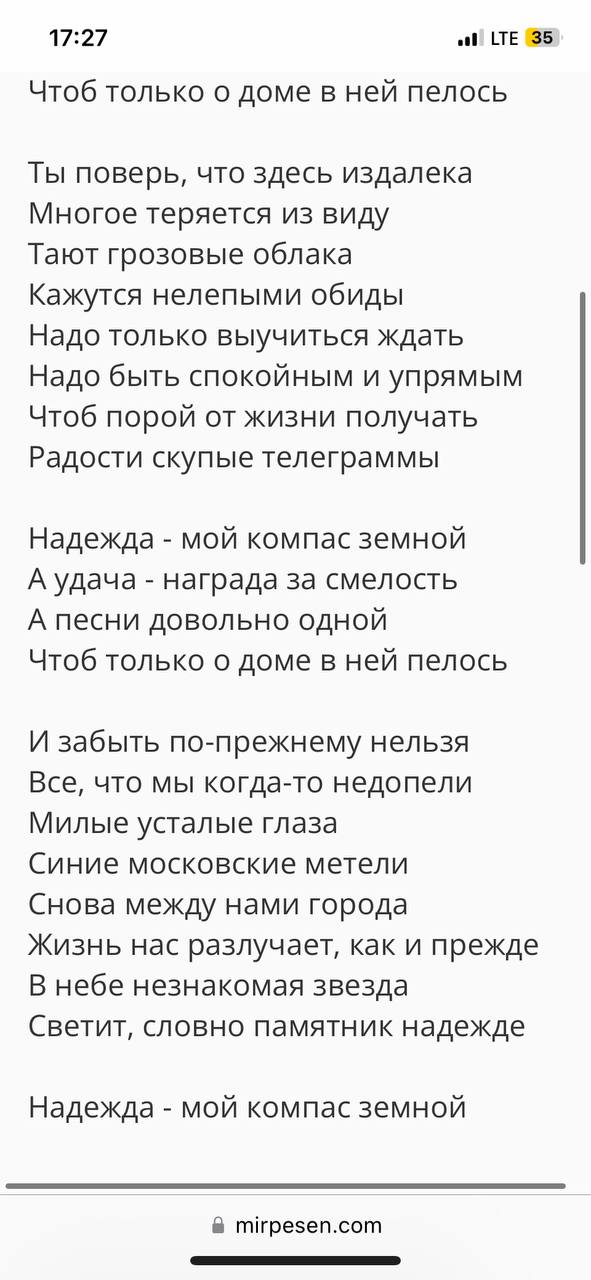 17:27
LTE 35
Чтоб только о доме в ней пелось
Ты поверь, что здесь издалека
Многое теряется из виду
Тают грозовые облака
Кажутся нелепыми обиды
Надо только выучиться ждать
Надо быть спокойным и упрямым
Чтоб порой от жизни получать
Радости скупые телеграммы
Надежда - мой компас земной
А удача - награда за смелость
А песни довольно одной
Чтоб только о доме в ней пелось
И забыть по-прежнему нельзя
Все, что мы когда-то недопели
Милые усталые глаза
Синие московские метели
Снова между нами города
Жизнь нас разлучает, как и прежде
В небе незнакомая звезда
Светит, словно памятник надежде
Надежда - мой компас земной
mirpesen.com